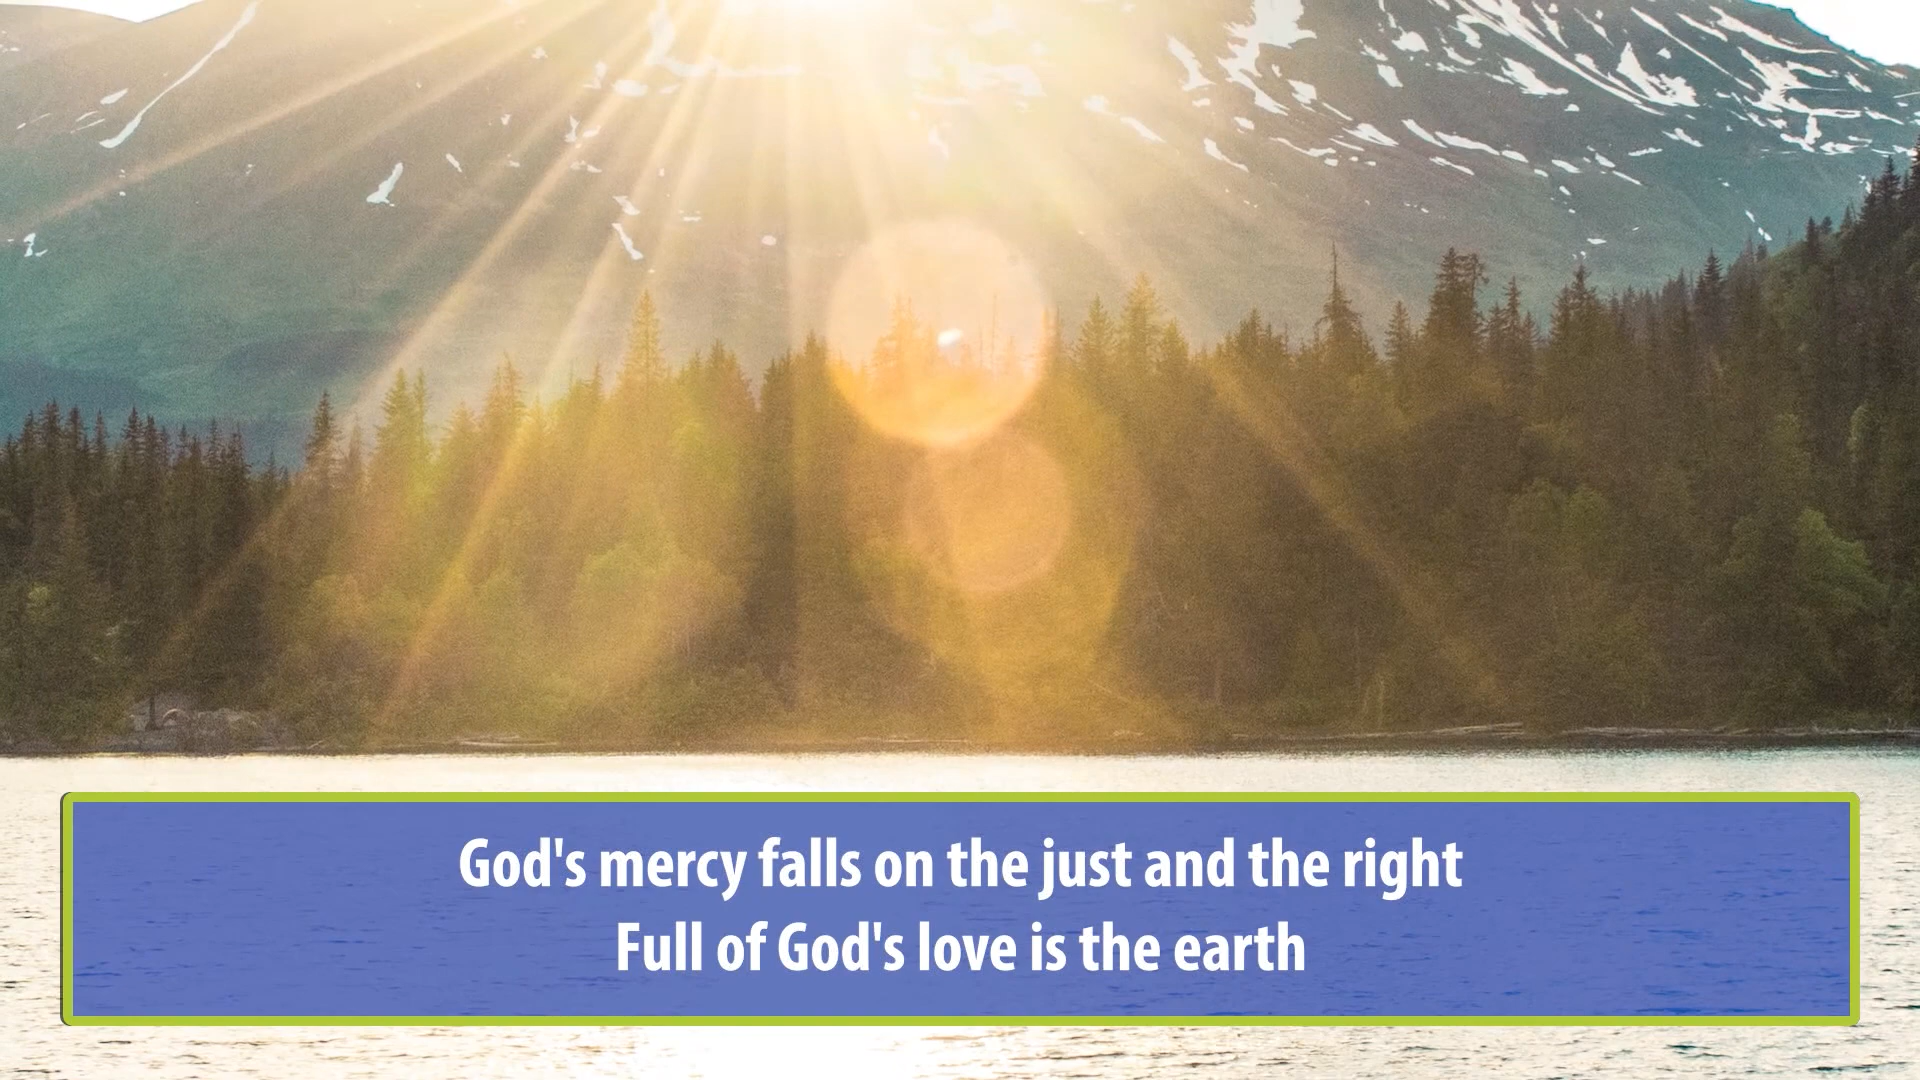 God's mercy falls on the just and the right
Full of God's love is the earth